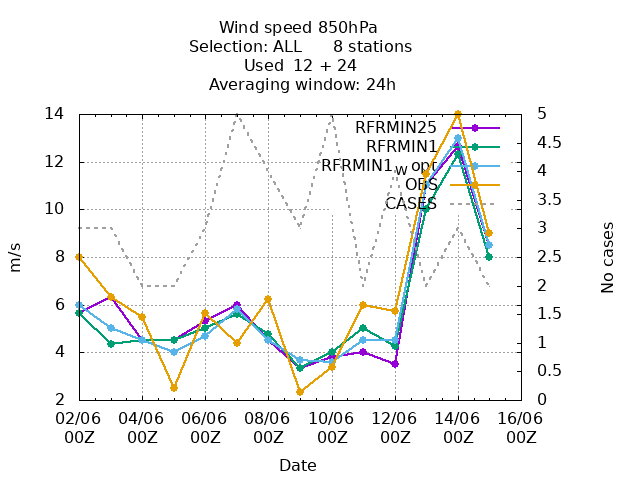 Wind speed 850hPa
Selection: ALL 8 stations
Used 12 + 24
Averaging window: 24h
RFRMIN25
RFRMIN1
RFRMIN1w opr
OBS
CASES
14
12
10
8
6
4
2
m/s
5
4.5
4
3.5
3
2.5
2
1.5
1
0.5
0
No cases
02/06 04/06 06/06 08/06 10/06 12/06 14/06 16/06
00Z 00Z 00Z 00Z 00Z 00Z 00Z 00Z
Date